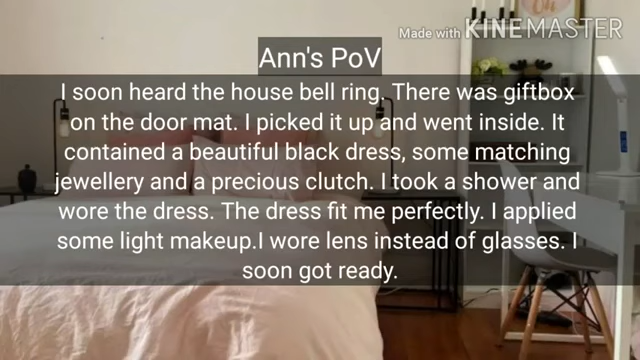 Made with KINEMASTER
Ann's PoV
I soon heard the house bell ring. There was giftbox
on the door mat. I picked it up and went inside. It
contained a beautiful black dress, some matching
jewellery and a precious clutch. I took a shower and
wore the dress. The dress fit me perfectly. I applied
some light makeup.I wore lens instead of glasses. I
soon got ready.